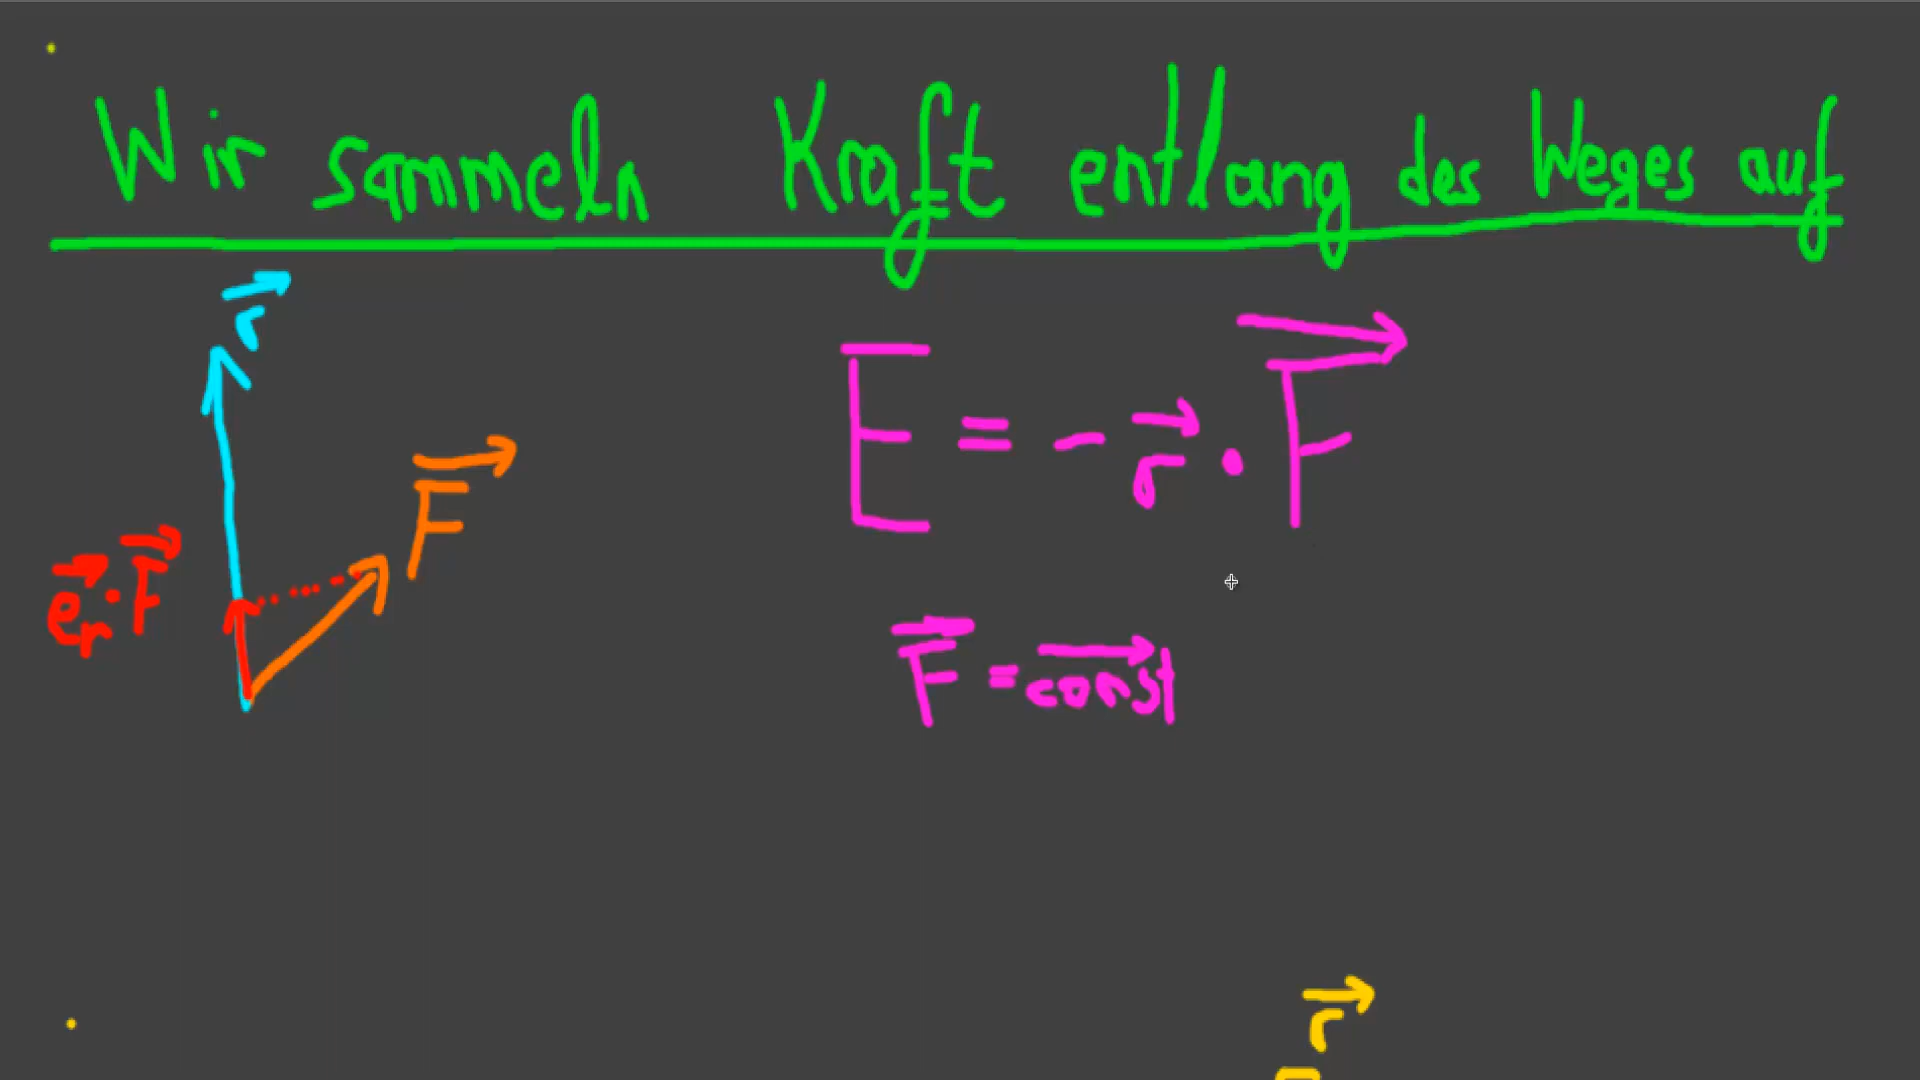 Wir sammeln Kraft entlang des Weges auf
r⃗
E = - r⃗ · F⃗
F⃗
e⃗ᵣ · F⃗
F⃗ = const⃗
r⃗